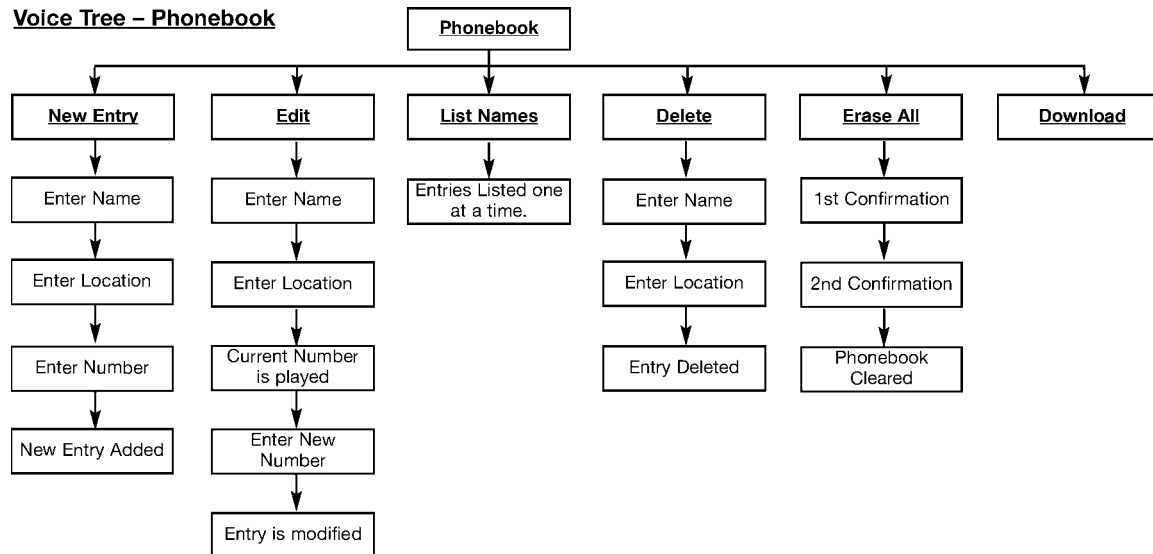 Voice Tree – Phonebook
Phonebook
New Entry
Edit
List Names
Delete
Erase All
Download
Enter Name
Enter Name
Entries Listed one
at a time.
Enter Name
1st Confirmation
Enter Location
Enter Location
Enter Location
2nd Confirmation
Enter Number
Current Number
is played
Entry Deleted
Phonebook
Cleared
New Entry Added
Enter New
Number
Entry is modified